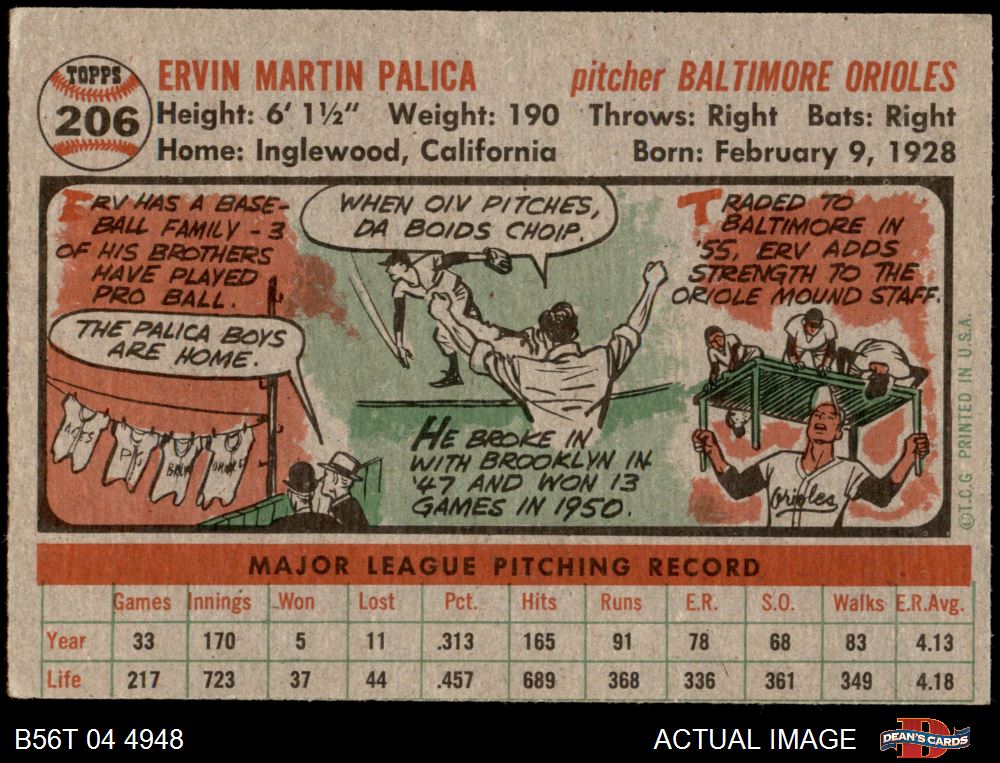 TOPPS
206
ERVIN MARTIN PALICA pitcher BALTIMORE ORIOLES
Height: 6' 1½" Weight: 190 Throws: Right Bats: Right
Home: Inglewood, California Born: February 9, 1928
ERV HAS A BASE-
BALL FAMILY - 3
OF HIS BROTHERS
HAVE PLAYED
PRO BALL.
THE PALICA BOYS
ARE HOME.
ACES
WHEN OIV PITCHES,
DA BOIDS CHOIP.
HE BROKE IN
WITH BROOKLYN IN
'47 AND WON 13
GAMES IN 1950.
TRADED TO
BALTIMORE IN
'55, ERV ADDS
STRENGTH TO THE
ORIOLE MOUND STAFF.
Orioles
©T.C.G. PRINTED IN U.S.A.
MAJOR LEAGUE PITCHING RECORD
Games Innings Won Lost Pct. Hits Runs E.R. S.O. Walks E.R.Avg.
Year 33 170 5 11 .313 165 91 78 68 83 4.13
Life 217 723 37 44 .457 689 368 336 361 349 4.18
B56T 04 4948 ACTUAL IMAGE DEAN'S CARDS